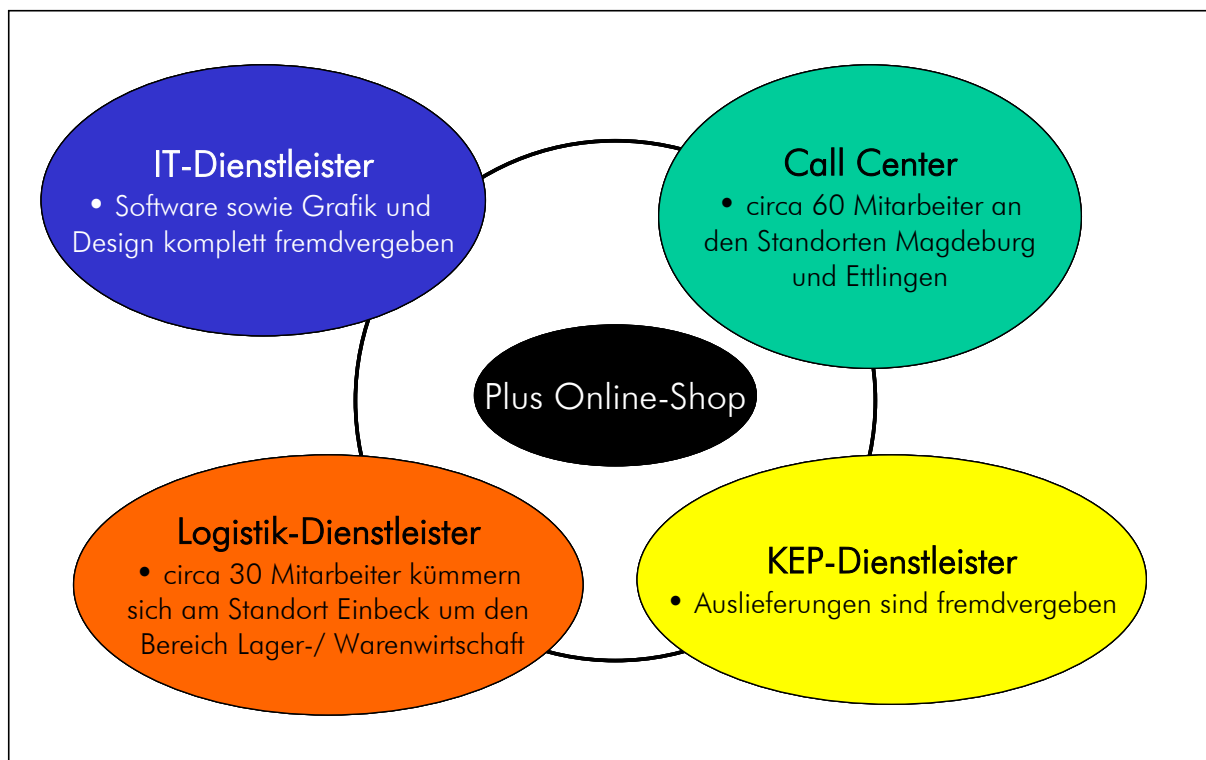 IT-Dienstleister
• Software sowie Grafik und
Design komplett fremdvergeben
Call Center
• circa 60 Mitarbeiter an
den Standorten Magdeburg
und Ettlingen
Plus Online-Shop
Logistik-Dienstleister
• circa 30 Mitarbeiter kümmern
sich am Standort Einbeck um den
Bereich Lager-/ Warenwirtschaft
KEP-Dienstleister
• Auslieferungen sind fremdvergeben